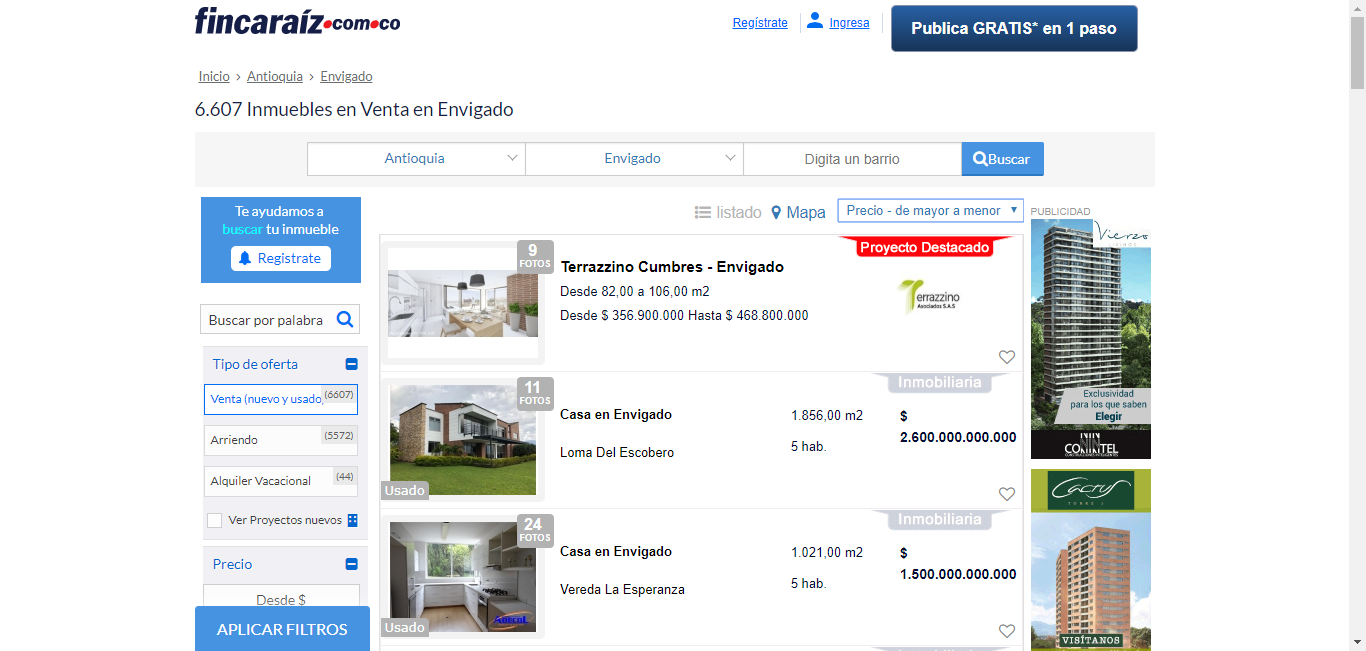 fincaraíz.com.co
Regístrate
Ingresa
Publica GRATIS* en 1 paso
Inicio > Antioquia > Envigado
6.607 Inmuebles en Venta en Envigado
Antioquia
Envigado
Digita un barrio
Buscar
Te ayudamos a
buscar tu inmueble
Registrate
listado
Mapa
Precio - de mayor a menor
PUBLICIDAD
Buscar por palabra
Tipo de oferta
Venta (nuevo y usado
(6607)
Arriendo
(5572)
Alquiler Vacacional
(44)
Ver Proyectos nuevos
Precio
Desde $
APLICAR FILTROS
9
FOTOS
Terrazzino Cumbres - Envigado
Desde 82,00 a 106,00 m2
Desde $ 356.900.000 Hasta $ 468.800.000
Proyecto Destacado
Terrazzino
Asociados S.A.S
11
FOTOS
Usado
Casa en Envigado
Loma Del Escobero
1.856,00 m2
5 hab.
Inmobiliaria
$
2.600.000.000.000
24
FOTOS
Usado
Casa en Envigado
Vereda La Esperanza
1.021,00 m2
5 hab.
Inmobiliaria
$
1.500.000.000.000
Vierzo
Exclusividad
para los que saben
Elegir
CONINTEL
CONSTRUCCIONES INTELIGENTES
Cactus
VISÍTANOS